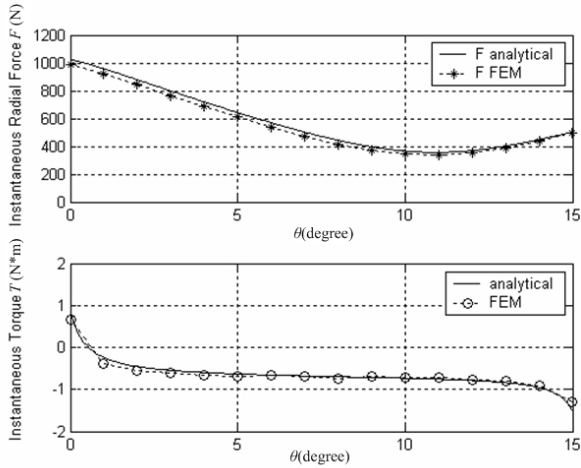 Instantaneous Radial Force F (N)
1200
1000
800
600
400
200
0
F analytical
F FEM
0 5 10 15
θ(degree)
Instantaneous Torque T (N*m)
2
1
0
-1
-2
analytical
FEM
0 5 10 15
θ(degree)